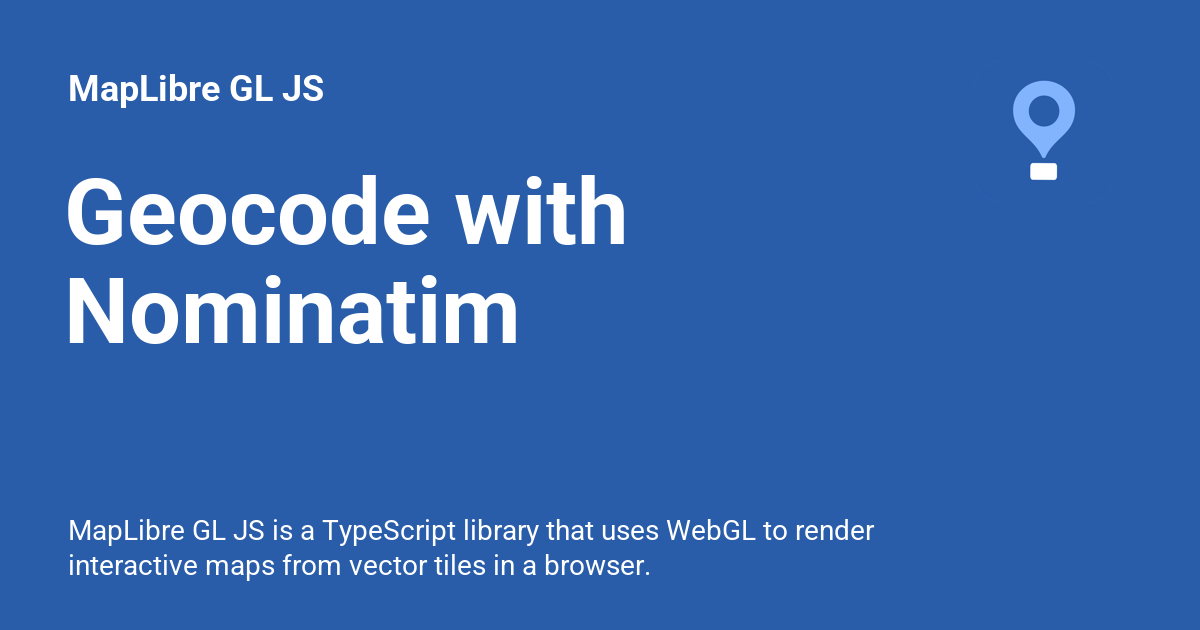 MapLibre GL JS
Geocode with
Nominatim
MapLibre GL JS is a TypeScript library that uses WebGL to render
interactive maps from vector tiles in a browser.